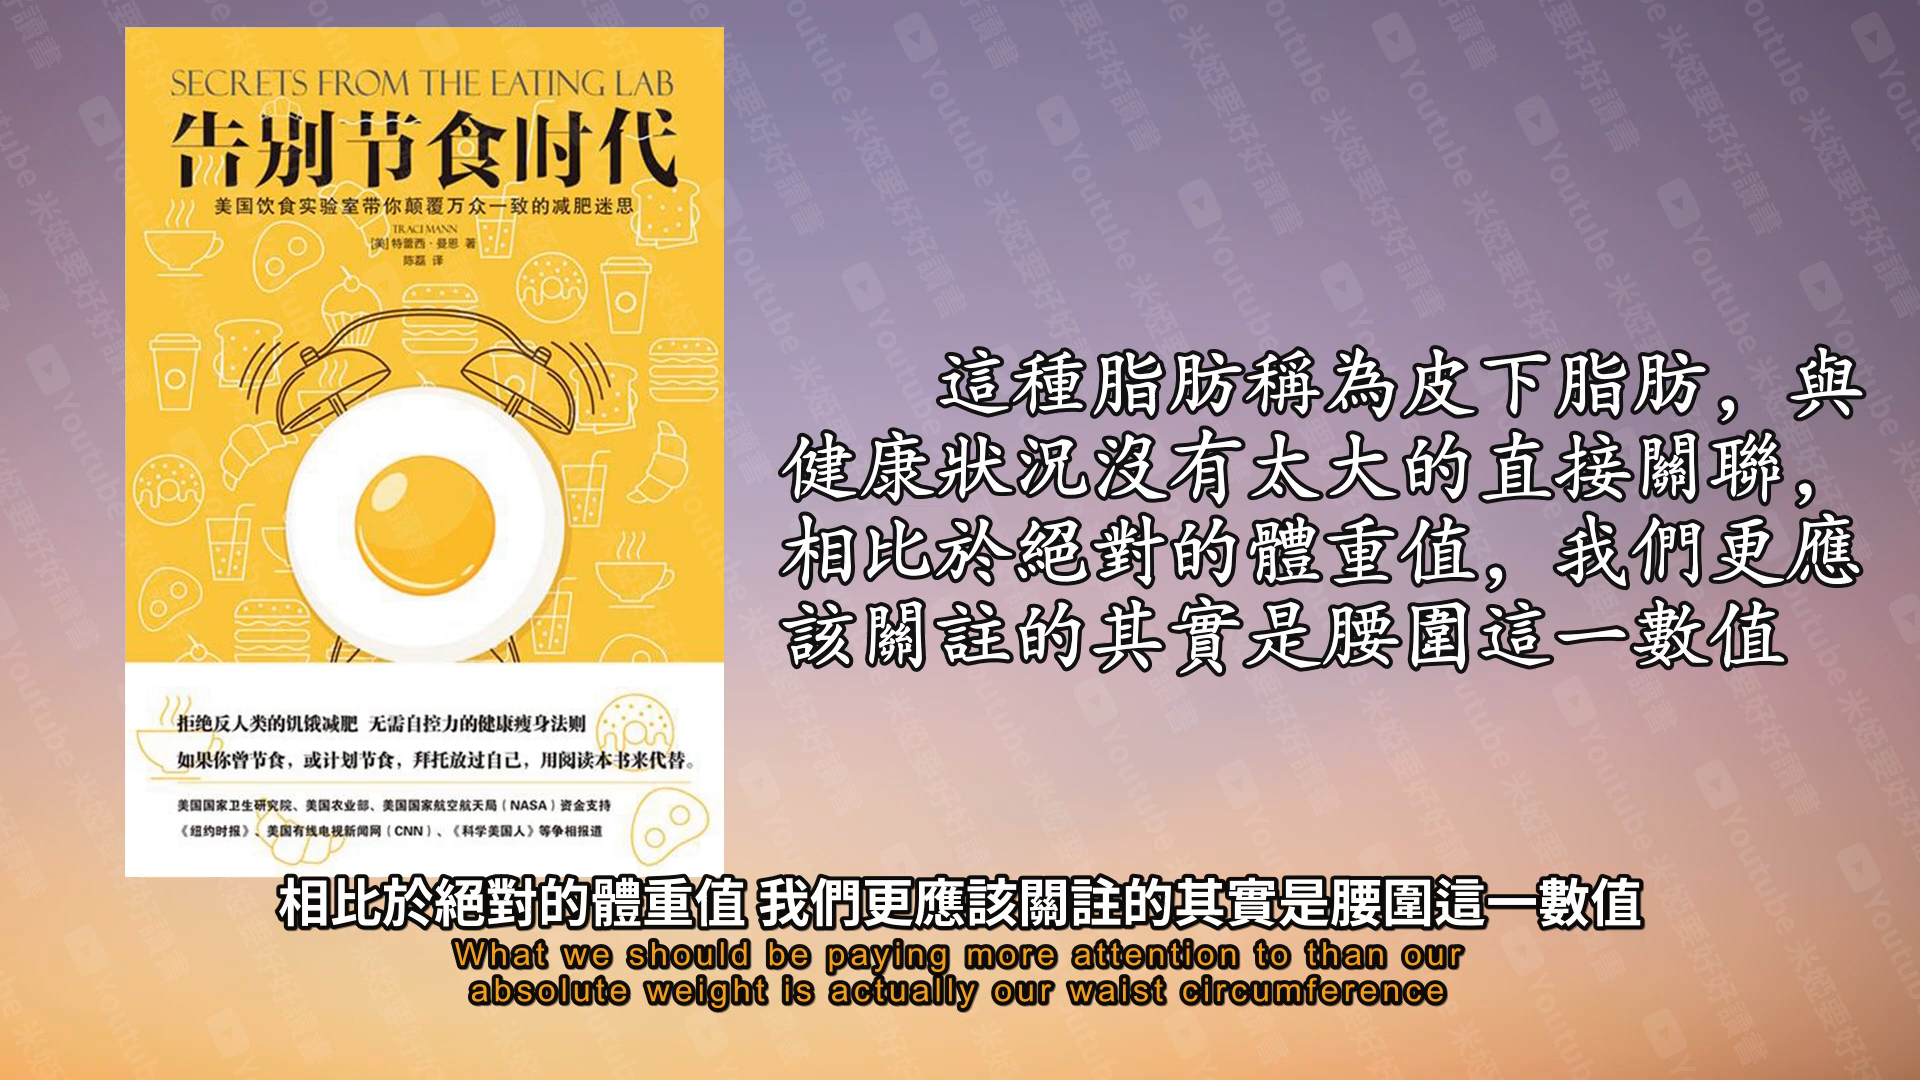 SECRETS FROM THE EATING LAB
告别节食时代
美国饮食实验室带你颠覆万众一致的减肥迷思
TRACI MANN
[美]特蕾西·曼恩 著
陈磊 译
拒绝反人类的饥饿减肥 无需自控力的健康瘦身法则
如果你曾节食，或计划节食，拜托放过自己，用阅读本书来代替。
美国国家卫生研究院、美国农业部、美国国家航空航天局（NASA）资金支持
《纽约时报》、美国有线电视新闻网（CNN）、《科学美国人》等争相报道
這種脂肪稱為皮下脂肪，與
健康狀況沒有太大的直接關聯，
相比於絕對的體重值，我們更應
該關註的其實是腰圍這一數值
相比於絕對的體重值 我們更應該關註的其實是腰圍這一數值
What we should be paying more attention to than our
absolute weight is actually our waist circumference
Youtube 米婭要好好讀書